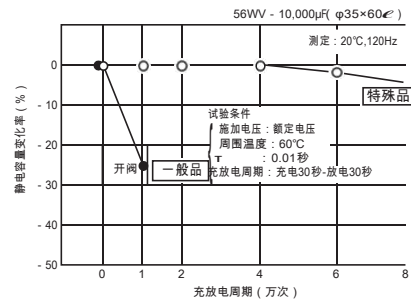 56WV - 10,000μF( φ35×60ℓ )
测定：20℃,120Hz
静电容量变化率（%）
0
- 10
- 20
- 30
- 50
特殊品
试验条件
施加电压：额定电压
周围温度：60℃
τ ：0.01秒
充放电周期：充电30秒-放电30秒
开阀
一般品
0 1 2 4 6 8
充放电周期（万次）